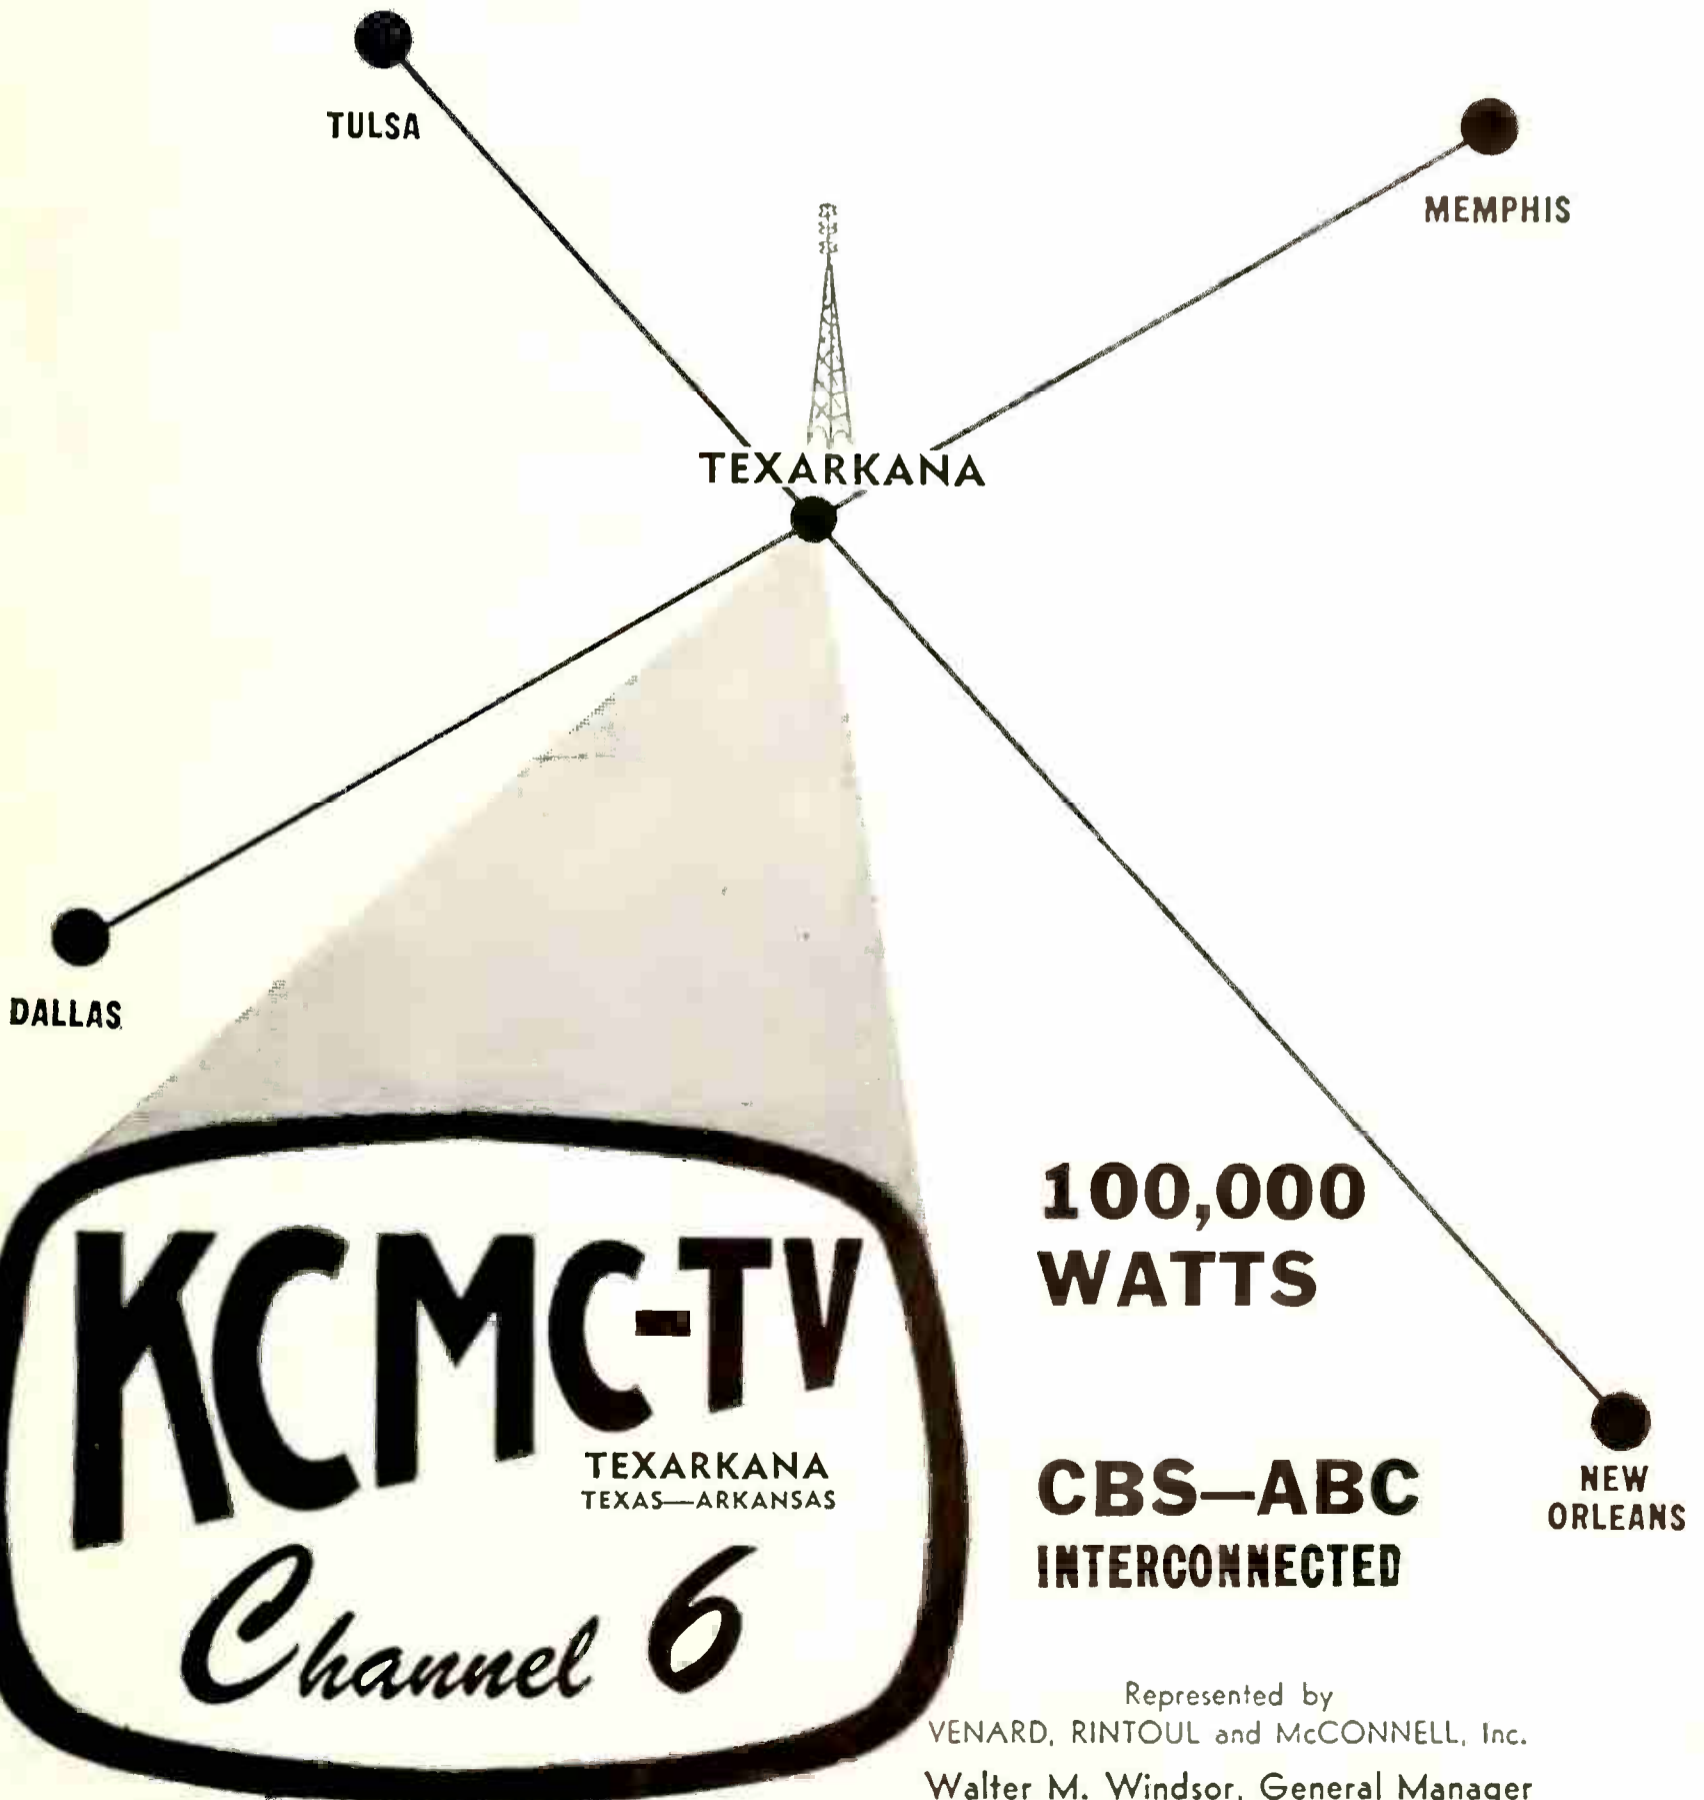 TULSA
MEMPHIS
TEXARKANA
DALLAS
100,000
WATTS
KCMC-TV
TEXARKANA
TEXAS—ARKANSAS
Channel 6
CBS—ABC
INTERCONNECTED
NEW
ORLEANS
Represented by
VENARD, RINTOUL and McCONNELL, Inc.
Walter M. Windsor, General Manager